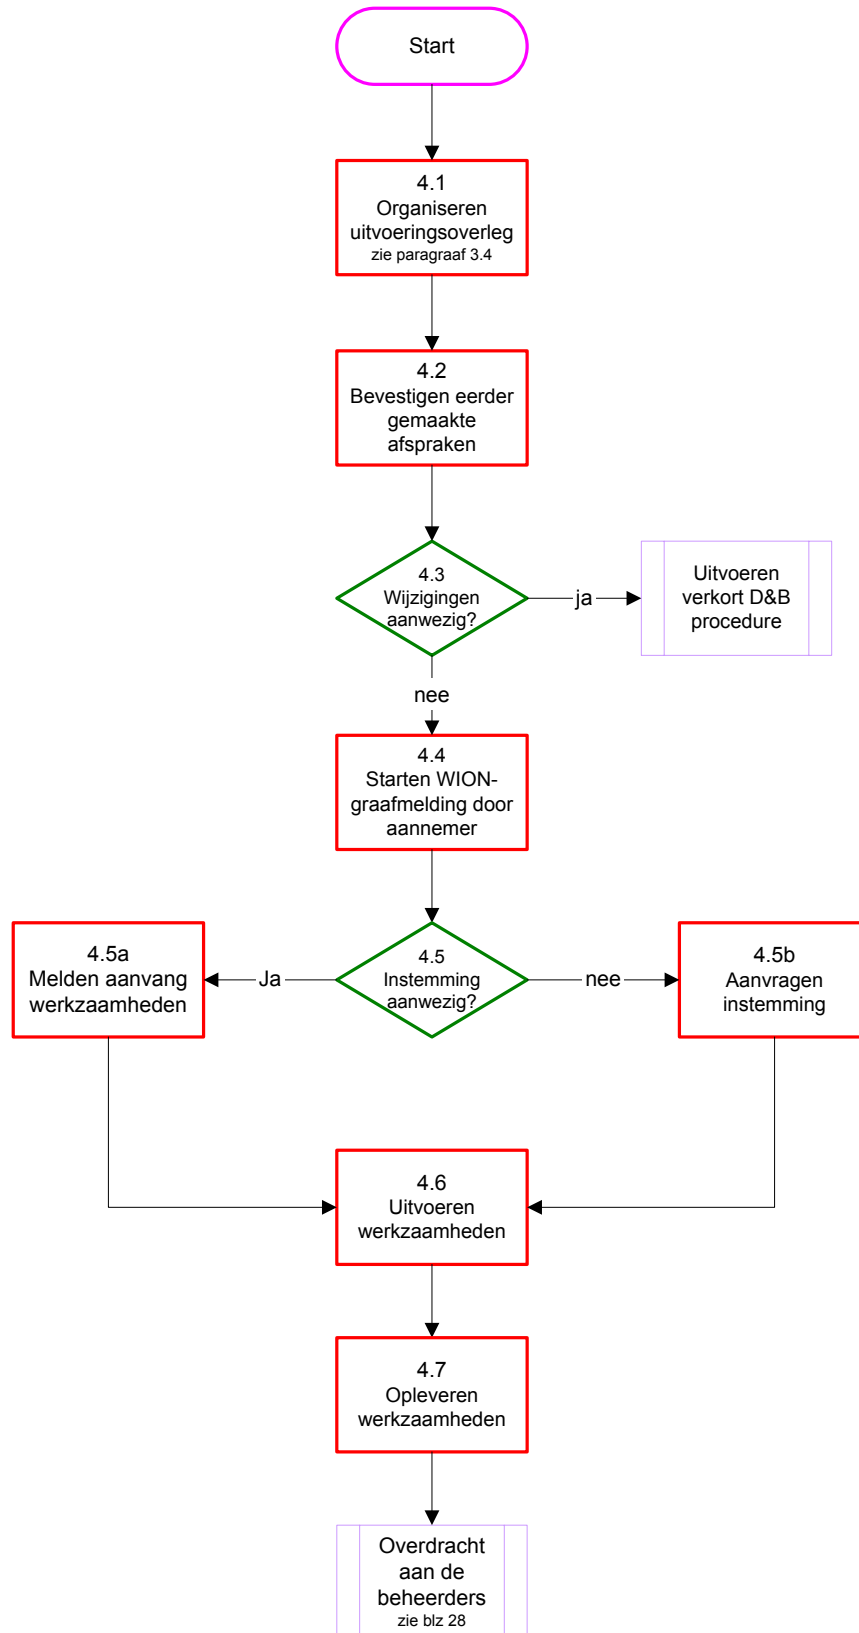 Start
4.1
Organiseren
uitvoeringsoverleg
zie paragraaf 3.4
4.2
Bevestigen eerder
gemaakte
afspraken
4.3
Wijzigingen
aanwezig?
ja
Uitvoeren
verkort D&B
procedure
nee
4.4
Starten WION-
graafmelding door
aannemer
4.5a
Melden aanvang
werkzaamheden
Ja
4.5
Instemming
aanwezig?
nee
4.5b
Aanvragen
instemming
4.6
Uitvoeren
werkzaamheden
4.7
Opleveren
werkzaamheden
Overdracht
aan de
beheerders
zie blz 28